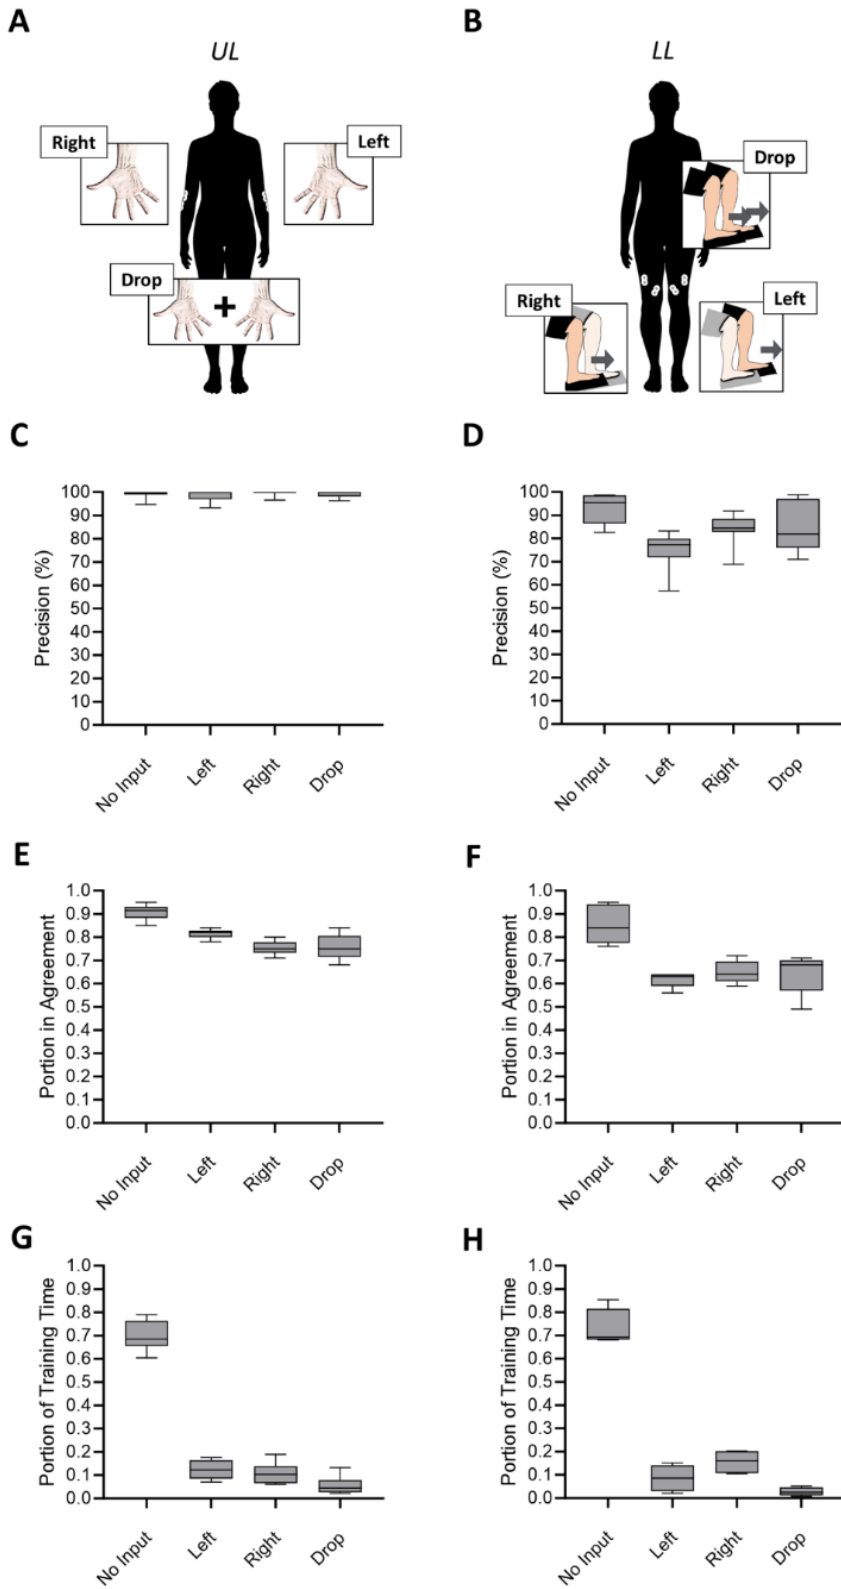 A
B
UL
LL
Right
Left
Drop
Drop
Right
Left
C
D
Precision (%)
100
90
80
70
60
50
40
30
20
10
0
No Input
Left
Right
Drop
Precision (%)
100
90
80
70
60
50
40
30
20
10
0
No Input
Left
Right
Drop
E
F
Portion in Agreement
1.0
0.9
0.8
0.7
0.6
0.5
0.4
0.3
0.2
0.1
0.0
No Input
Left
Right
Drop
Portion in Agreement
1.0
0.9
0.8
0.7
0.6
0.5
0.4
0.3
0.2
0.1
0.0
No Input
Left
Right
Drop
G
H
Portion of Training Time
1.0
0.9
0.8
0.7
0.6
0.5
0.4
0.3
0.2
0.1
0.0
No Input
Left
Right
Drop
Portion of Training Time
1.0
0.9
0.8
0.7
0.6
0.5
0.4
0.3
0.2
0.1
0.0
No Input
Left
Right
Drop